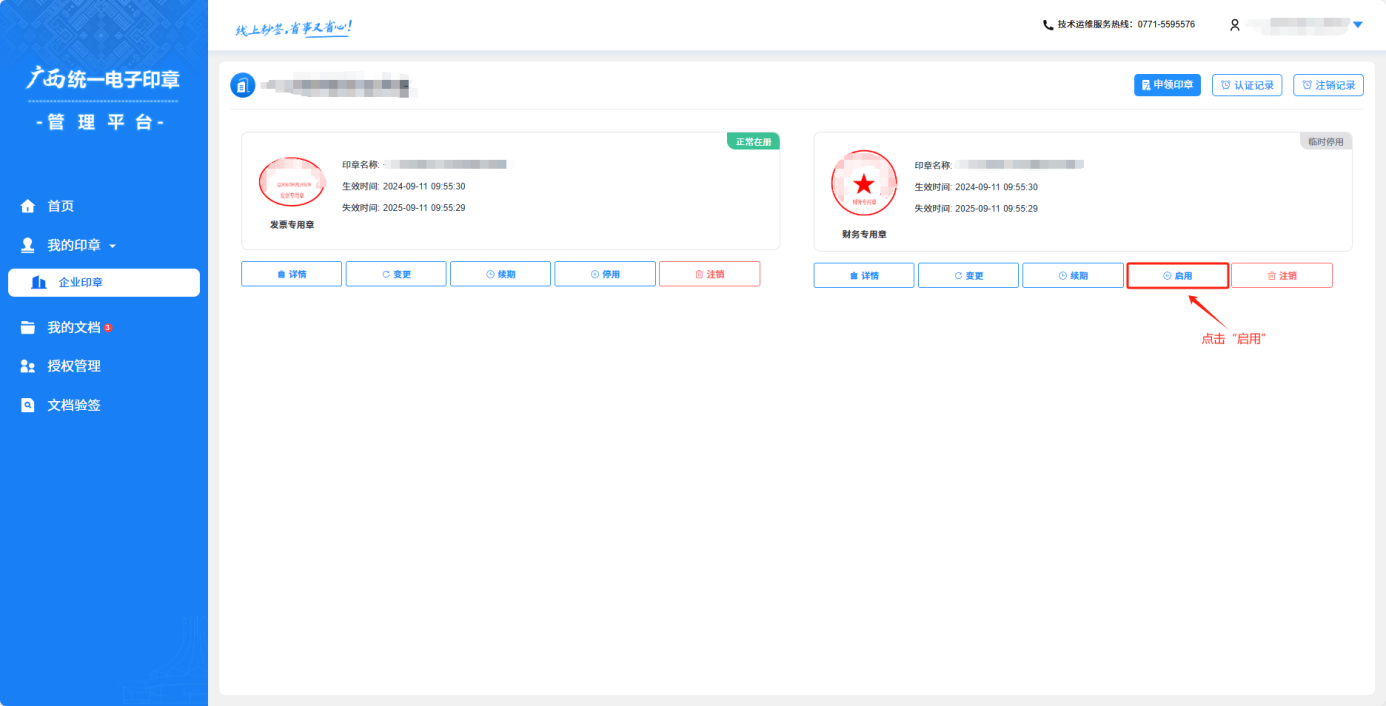 广西统一电子印章
-管理平台-
首页
我的印章
企业印章
我的文档 3
授权管理
文档验签
线上钞签,省事又省心!
技术运维服务热线: 0771-5595576
申领印章
认证记录
注销记录
正常在册
印章名称:
生效时间: 2024-09-11 09:55:30
失效时间: 2025-09-11 09:55:29
发票专用章
详情
变更
续期
停用
注销
临时停用
印章名称:
生效时间: 2024-09-11 09:55:30
失效时间: 2025-09-11 09:55:29
财务专用章
财务专用章
详情
变更
续期
启用
注销
点击“启用”